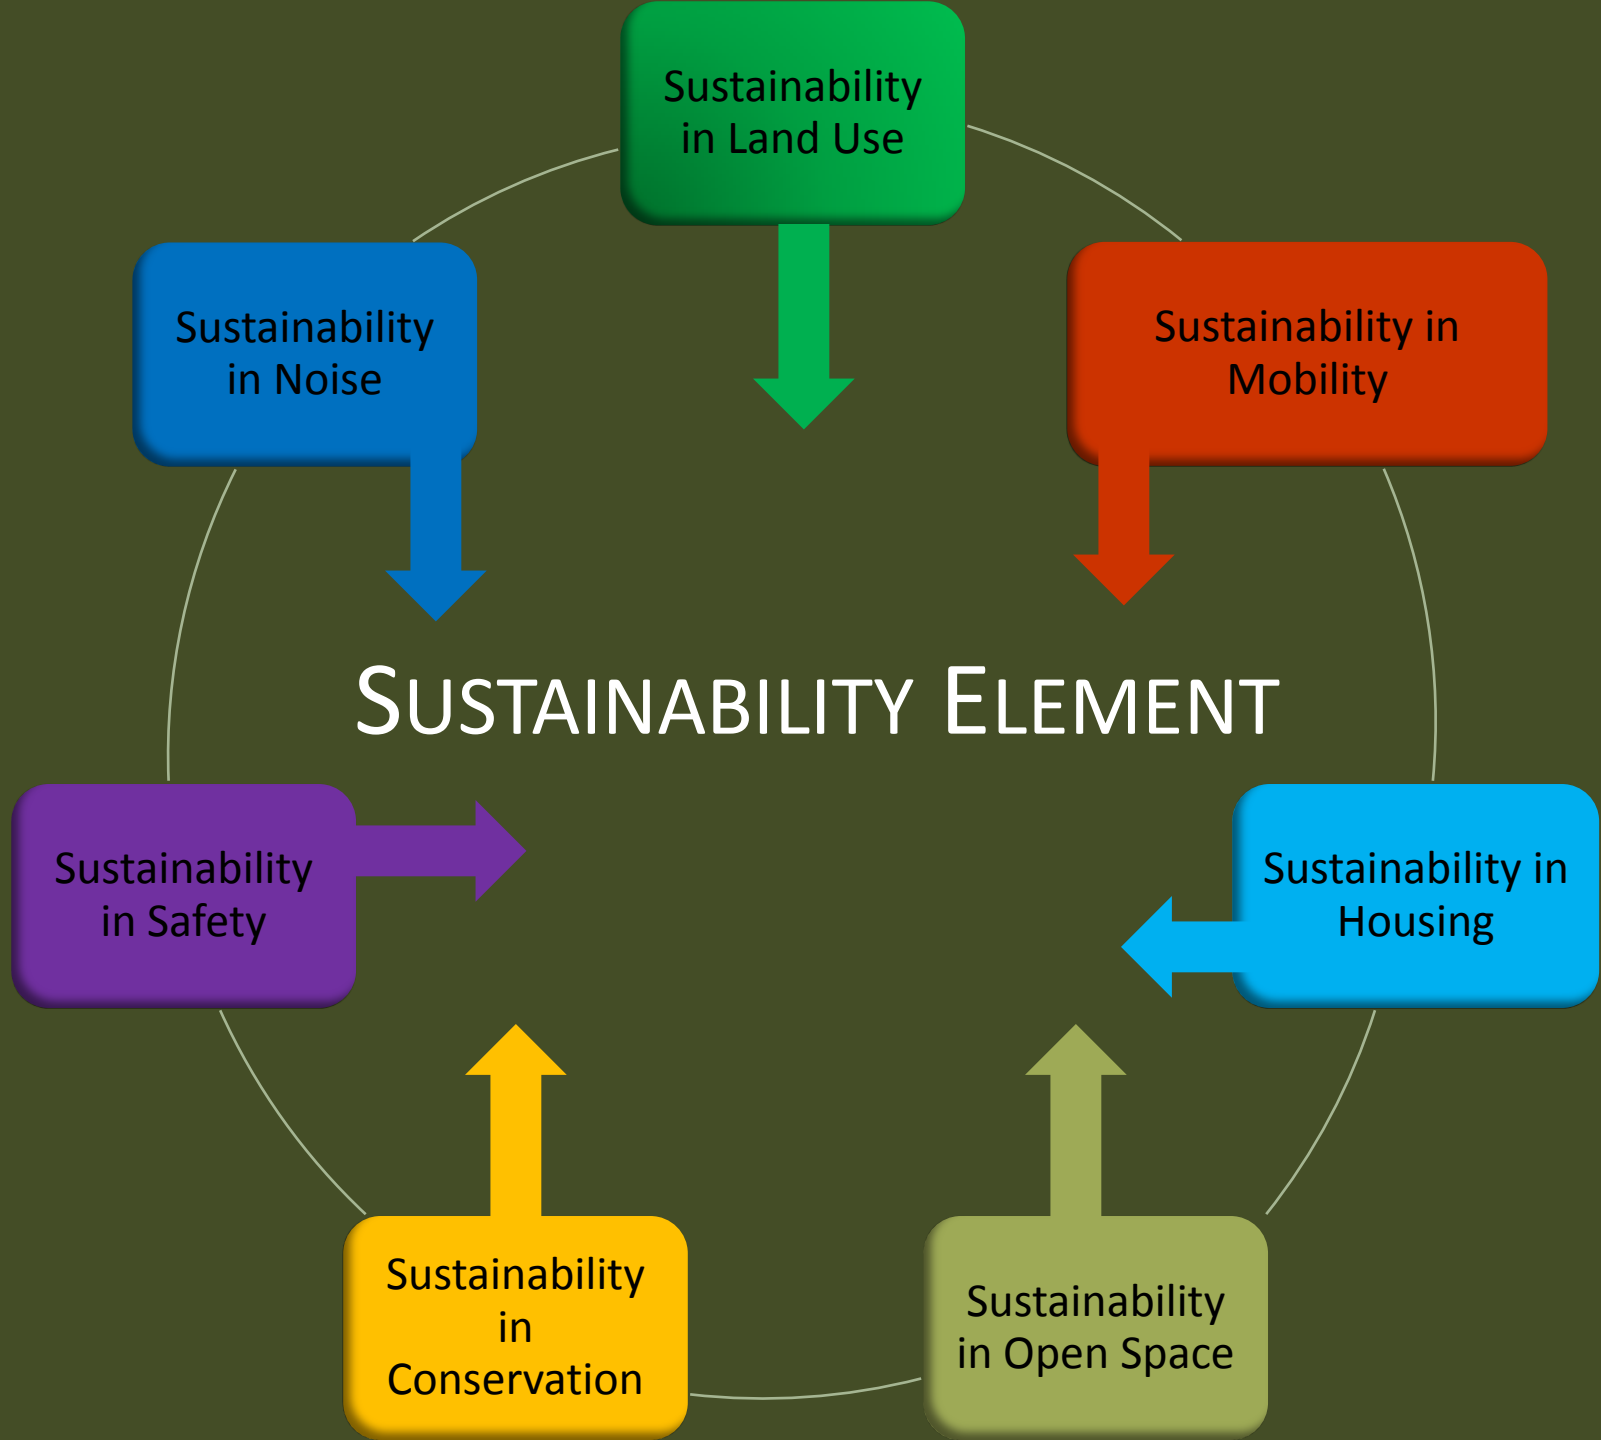 Sustainability
in Land Use
Sustainability
in Noise
Sustainability in
Mobility
SUSTAINABILITY ELEMENT
Sustainability
in Safety
Sustainability in
Housing
Sustainability
in
Conservation
Sustainability
in Open Space